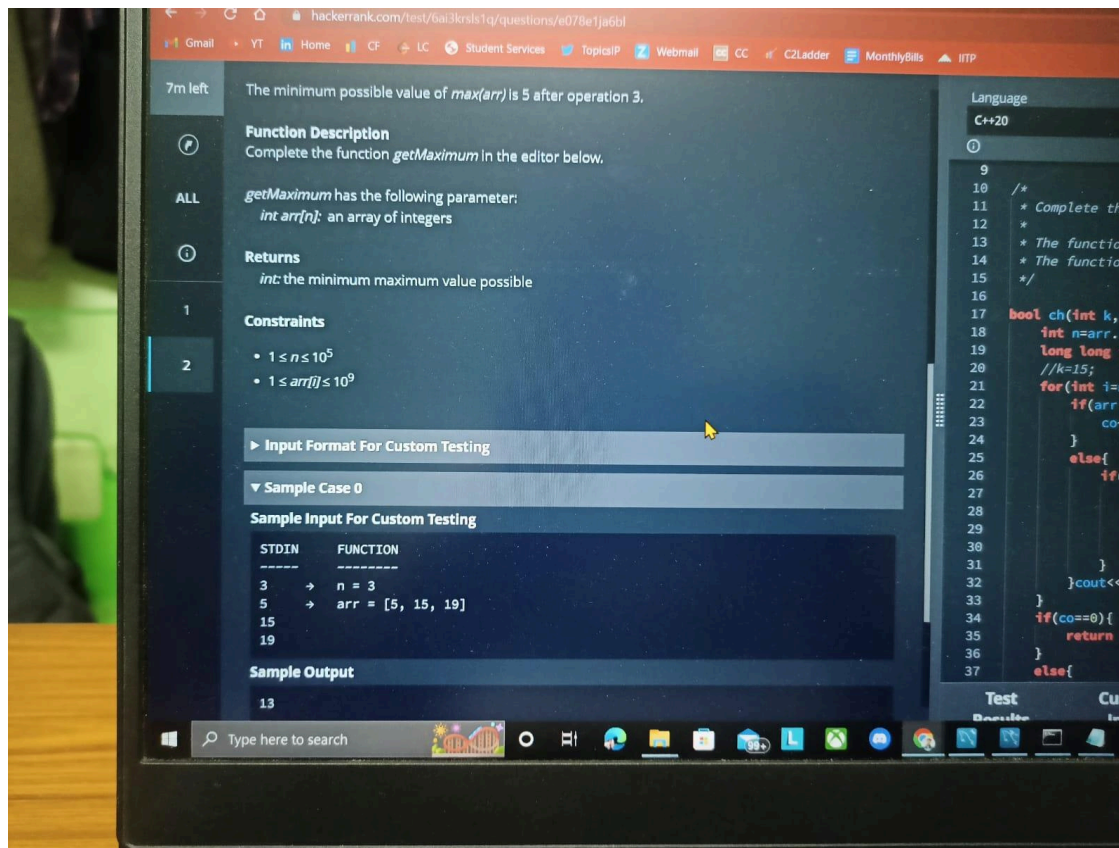 hackerrank.com/test/6ai3krsls1q/questions/e078e1ja6bl
Gmail YT Home CF LC Student Services TopicsIP Webmail CC C2Ladder MonthlyBills IITP
7m left
ALL
1
2
The minimum possible value of max(arr) is 5 after operation 3.
Function Description
Complete the function getMaximum in the editor below.
getMaximum has the following parameter:
int arr[n]: an array of integers
Returns
int: the minimum maximum value possible
Constraints
• 1 ≤ n ≤ 10⁵
• 1 ≤ arr[i] ≤ 10⁹
Input Format For Custom Testing
Sample Case 0
Sample Input For Custom Testing
STDIN FUNCTION
----- --------
3 → n = 3
5 → arr = [5, 15, 19]
15
19
Sample Output
13
Language
C++20
9
10 /*
11 * Complete th
12 *
13 * The functio
14 * The functio
15 */
16
17 bool ch(int k,
18 int n=arr.
19 long long
20 //k=15;
21 for(int i=
22 if(arr
23 co
24 }
25 else{
26 if
27
28
29
30
31 }
32 }cout<<
33 }
34 if(co==0){
35 return
36 }
37 else{
Test Cu
Results In
Type here to search
99+
L